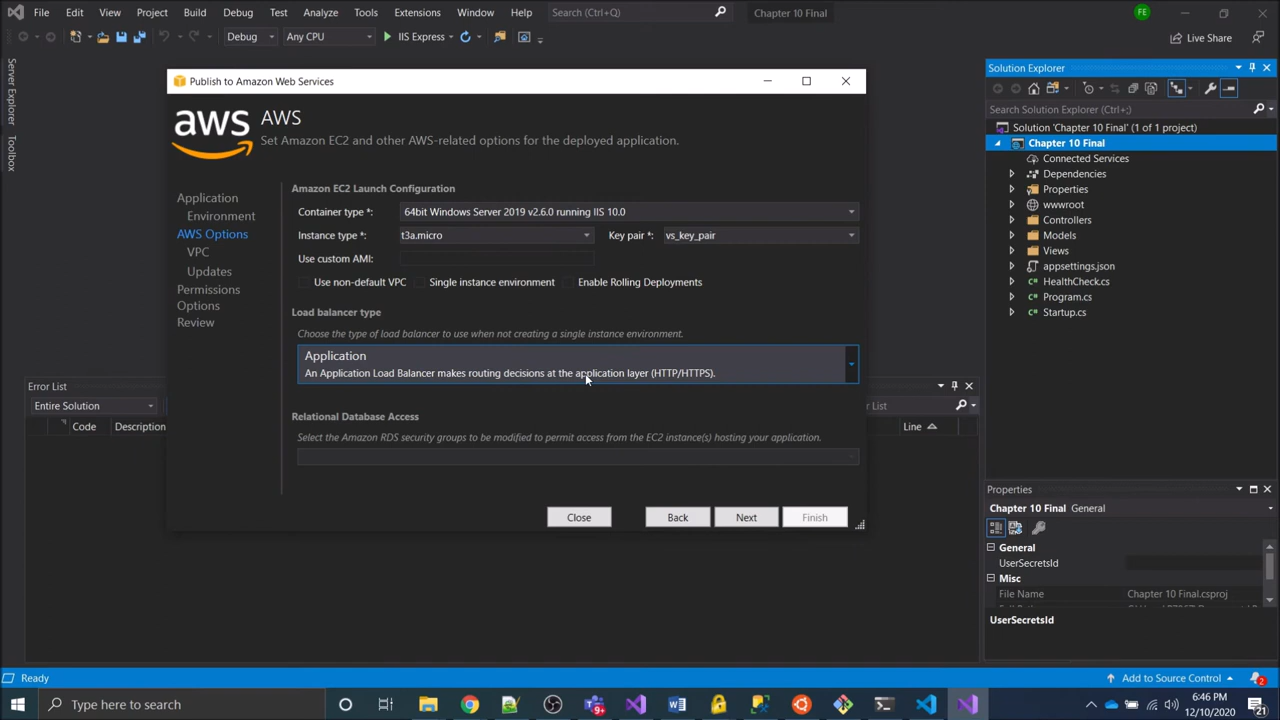 File Edit View Project Build Debug Test Analyze Tools Extensions Window Help Search (Ctrl+Q) Chapter 10 Final FE
Debug Any CPU IIS Express Live Share
Server Explorer
Toolbox
Publish to Amazon Web Services
aws
AWS
Set Amazon EC2 and other AWS-related options for the deployed application.
Application
Environment
AWS Options
VPC
Updates
Permissions
Options
Review
Amazon EC2 Launch Configuration
Container type *: 64bit Windows Server 2019 v2.6.0 running IIS 10.0
Instance type *: t3a.micro Key pair *: vs_key_pair
Use custom AMI:
Use non-default VPC Single instance environment Enable Rolling Deployments
Load balancer type
Choose the type of load balancer to use when not creating a single instance environment.
Application
An Application Load Balancer makes routing decisions at the application layer (HTTP/HTTPS).
Relational Database Access
Select the Amazon RDS security groups to be modified to permit access from the EC2 instance(s) hosting your application.
Close Back Next Finish
Error List
Entire Solution
Code Description
r List
Line
Solution Explorer
Search Solution Explorer (Ctrl+;)
Solution 'Chapter 10 Final' (1 of 1 project)
Chapter 10 Final
Connected Services
Dependencies
Properties
wwwroot
Controllers
Models
Views
appsettings.json
C# HealthCheck.cs
C# Program.cs
C# Startup.cs
Properties
Chapter 10 Final General
General
UserSecretsId
Misc
File Name Chapter 10 Final.csproj
UserSecretsId
Ready Add to Source Control 2
Type here to search 9+ 6:46 PM
12/10/2020 21